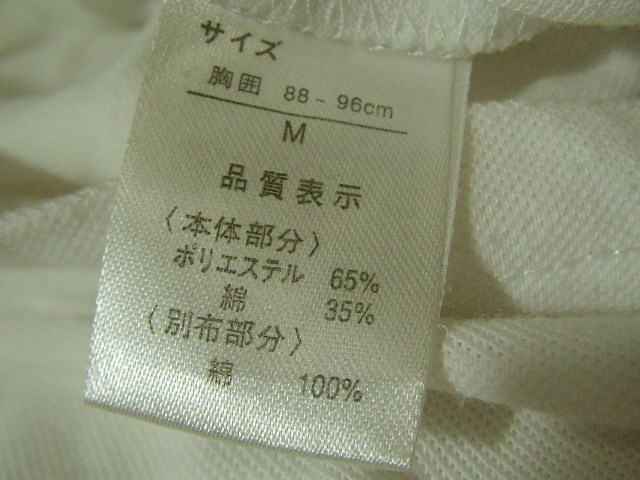 サイズ
胸囲 88 - 96cm
M
品質表示
〈本体部分〉
ポリエステル 65%
綿 35%
〈別布部分〉
綿 100%